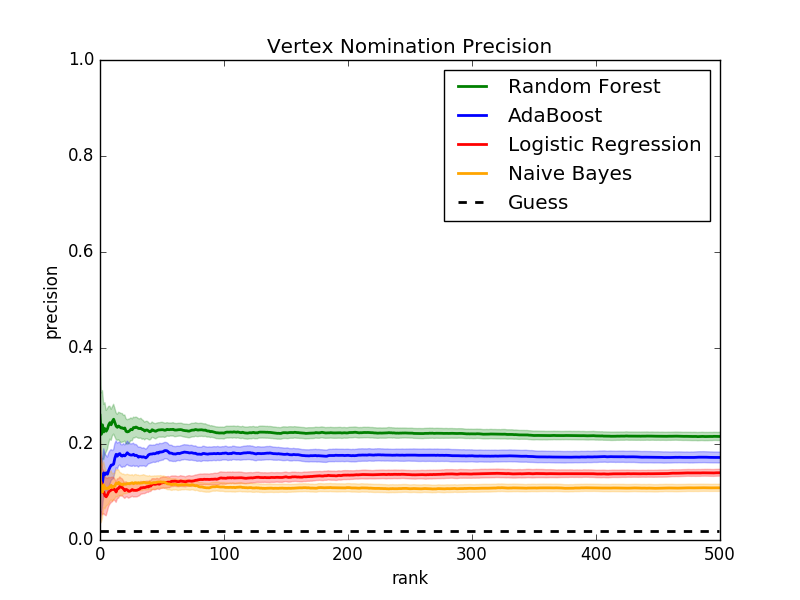 Vertex Nomination Precision
1.0
0.8
0.6
0.4
0.2
0.0
precision
Random Forest
AdaBoost
Logistic Regression
Naive Bayes
Guess
0 100 200 300 400 500
rank